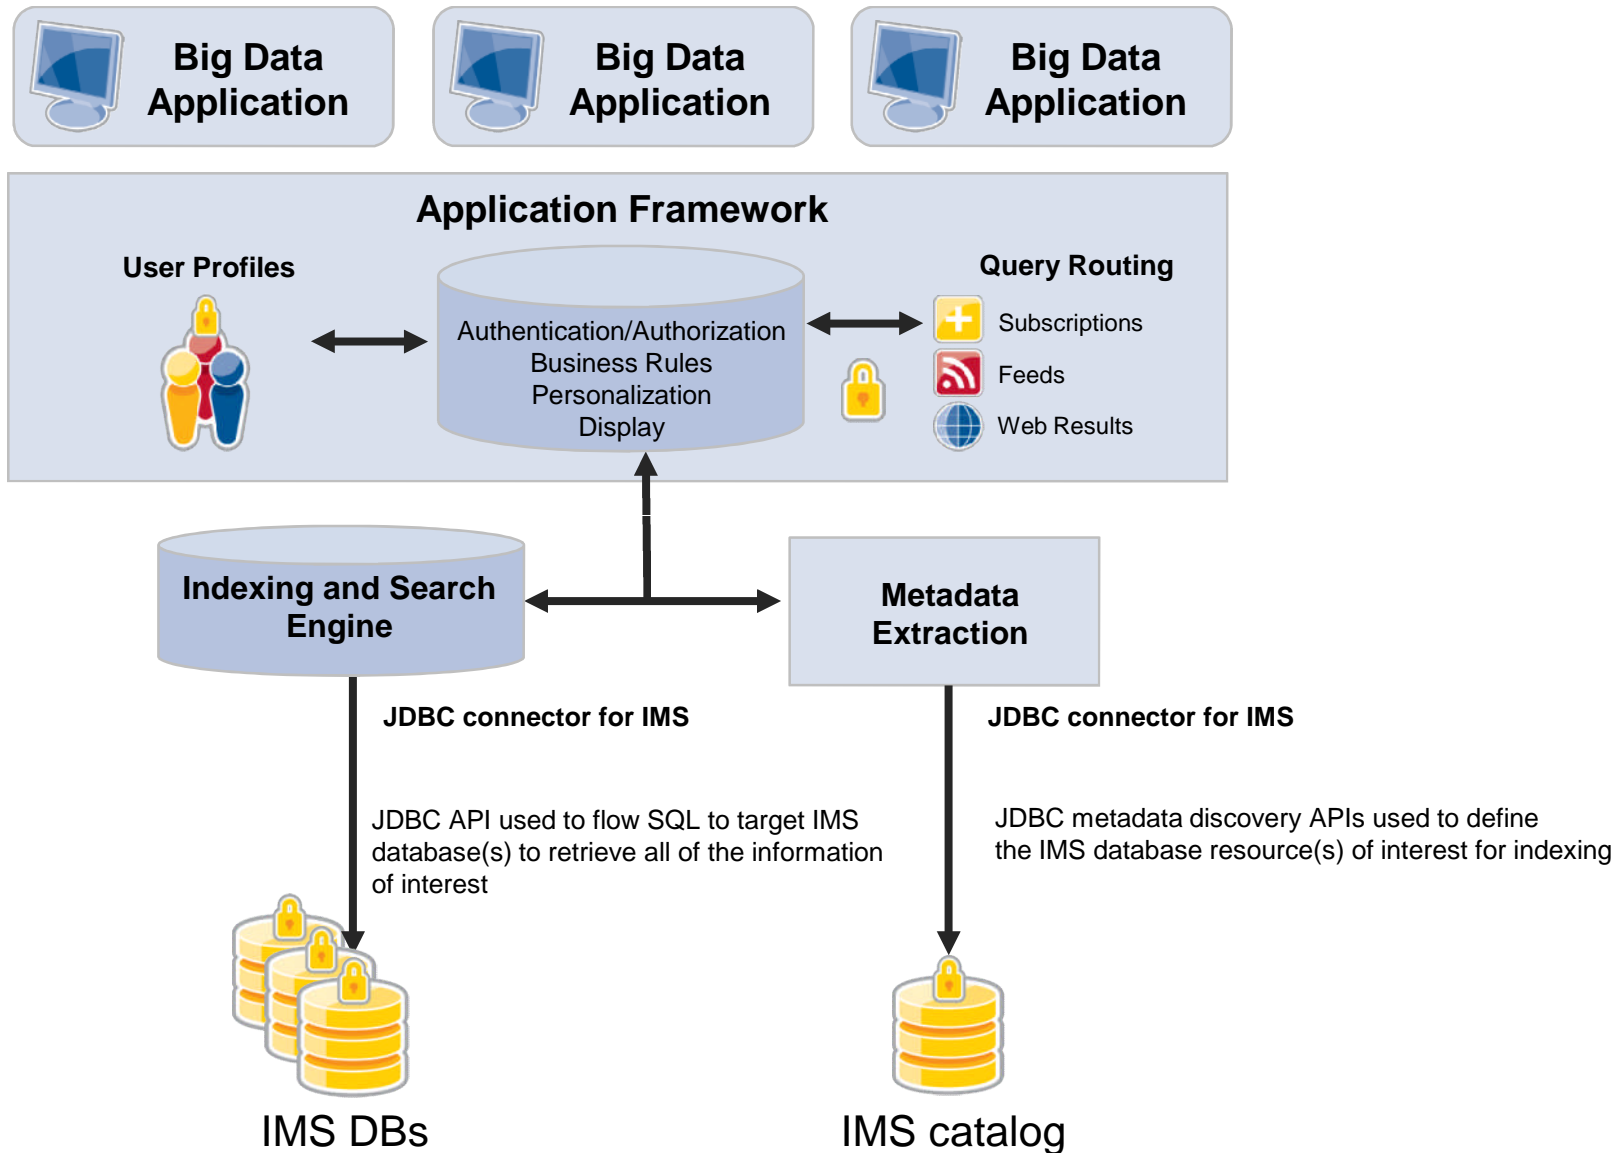 Big Data
Application
Big Data
Application
Big Data
Application
Application Framework
User Profiles
Authentication/Authorization
Business Rules
Personalization
Display
Query Routing
Subscriptions
Feeds
Web Results
Indexing and Search
Engine
Metadata
Extraction
JDBC connector for IMS
JDBC API used to flow SQL to target IMS
database(s) to retrieve all of the information
of interest
JDBC connector for IMS
JDBC metadata discovery APIs used to define
the IMS database resource(s) of interest for indexing
IMS DBs
IMS catalog